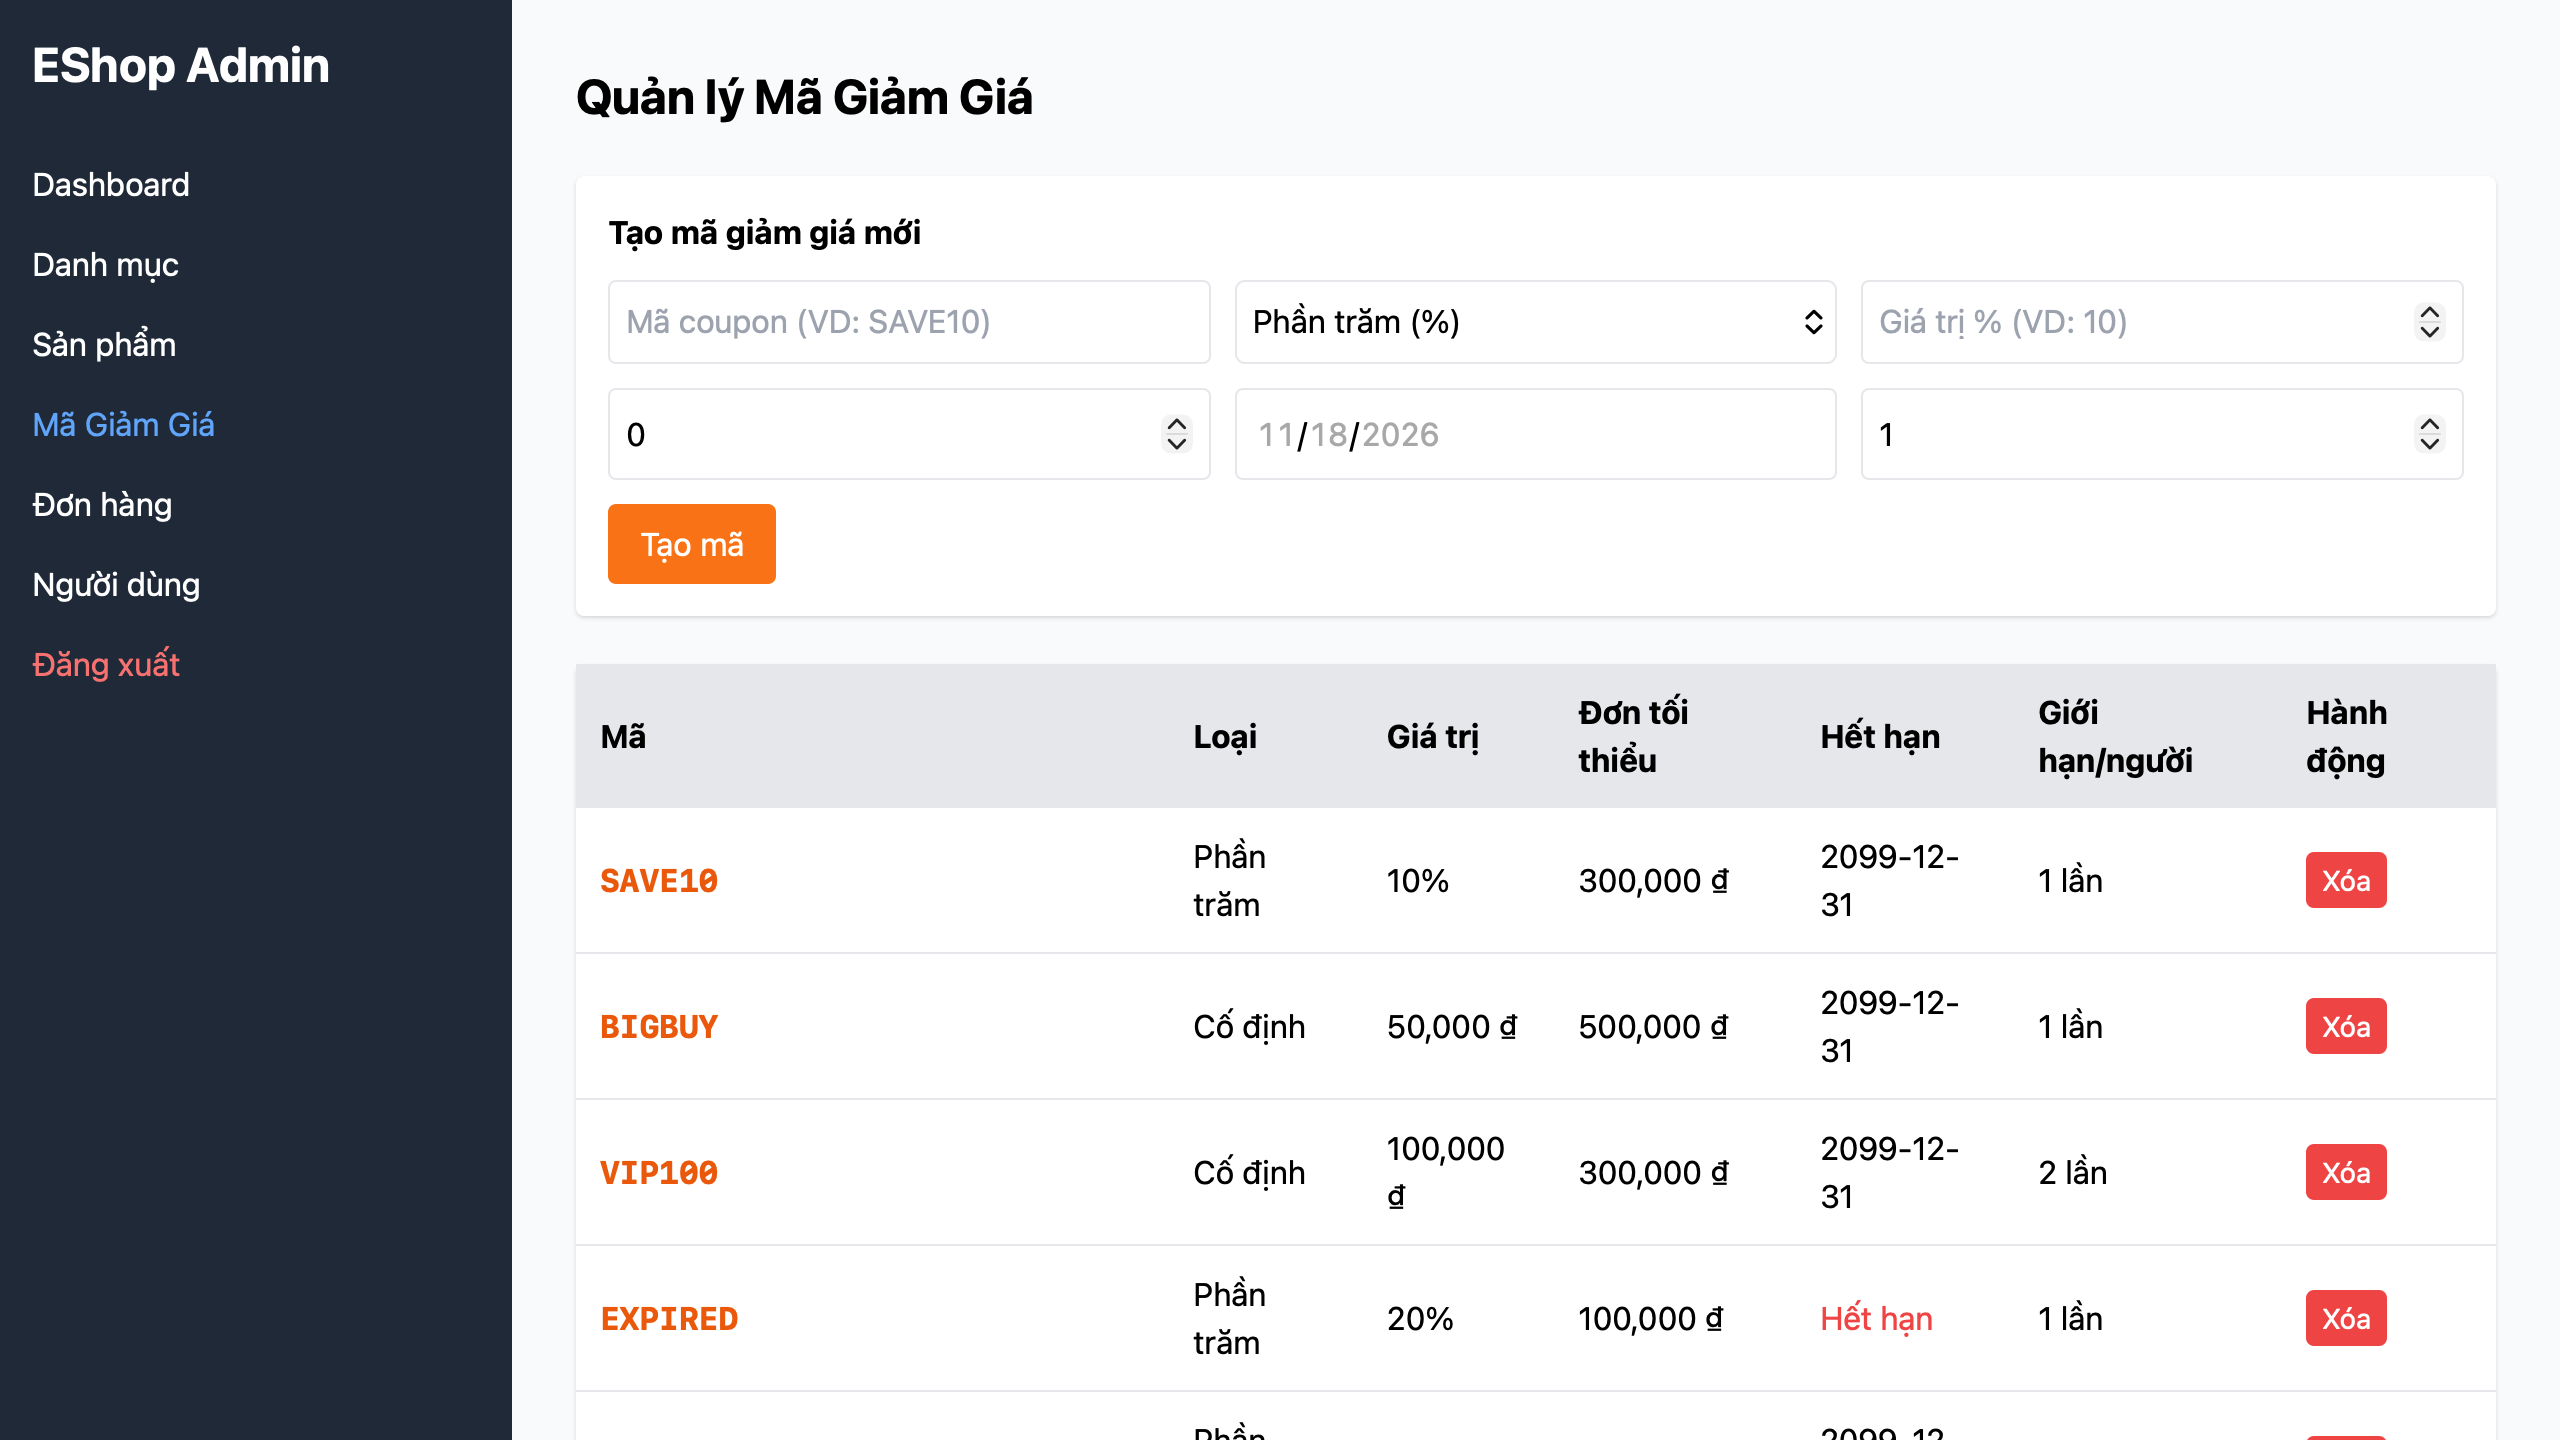 EShop Admin
Dashboard
Danh mục
Sản phẩm
Mã Giảm Giá
Đơn hàng
Người dùng
Đăng xuất
Quản lý Mã Giảm Giá
Tạo mã giảm giá mới
Mã coupon (VD: SAVE10)
Phần trăm (%)
Giá trị % (VD: 10)
0
11/18/2026
1
Tạo mã
Mã
Loại
Giá trị
Đơn tối
thiểu
Hết hạn
Giới
hạn/người
Hành
động
SAVE10
Phần
trăm
10%
300,000 ₫
2099-12-
31
1 lần
Xóa
BIGBUY
Cố định
50,000 ₫
500,000 ₫
2099-12-
31
1 lần
Xóa
VIP100
Cố định
100,000
₫
300,000 ₫
2099-12-
31
2 lần
Xóa
EXPIRED
Phần
trăm
20%
100,000 ₫
Hết hạn
1 lần
Xóa
Phần
2099-12-